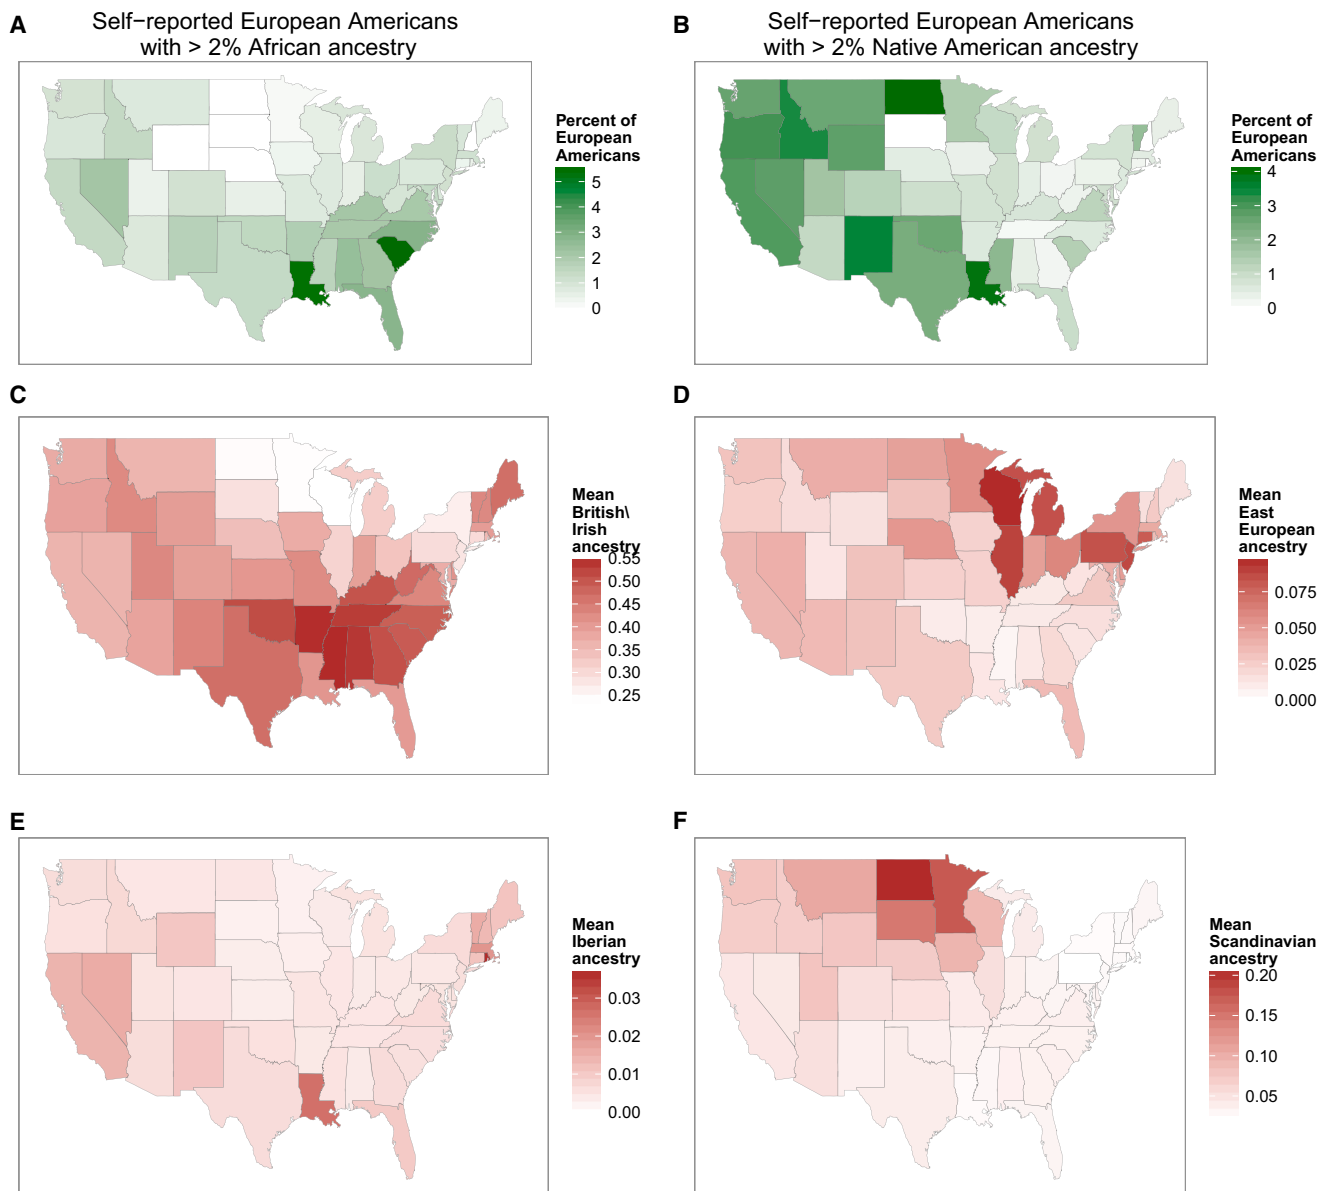 A
Self−reported European Americans
with > 2% African ancestry
Percent of
European
Americans
5
4
3
2
1
0
B
Self−reported European Americans
with > 2% Native American ancestry
Percent of
European
Americans
4
3
2
1
0
C
Mean
British\
Irish
ancestry
0.55
0.50
0.45
0.40
0.35
0.30
0.25
D
Mean
East
European
ancestry
0.075
0.050
0.025
0.000
E
Mean
Iberian
ancestry
0.03
0.02
0.01
0.00
F
Mean
Scandinavian
ancestry
0.20
0.15
0.10
0.05